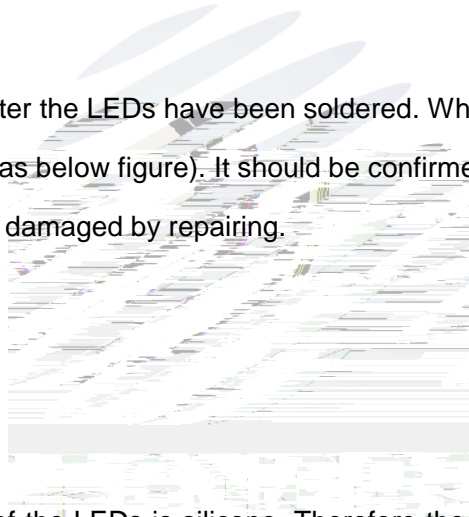 ter the LEDs have been soldered. Wh
as below figure). It should be confirme
damaged by repairing.
of the LEDs is silicone. Therefore the